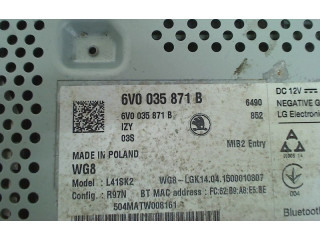 6V0 035 871 B
6V0 035 871 B
IZY
03S
6490
852
MIB2 Entry
DC 12V
NEGATIVE G
LG Electroni
MADE IN POLAND
WG8
Model : L41SK2
WG8-LGK14.04.1500010807
Config.: R97N
BT MAC address : FC:62:B9:AB:E5:BE
504MATW008161
004
Bluetooth